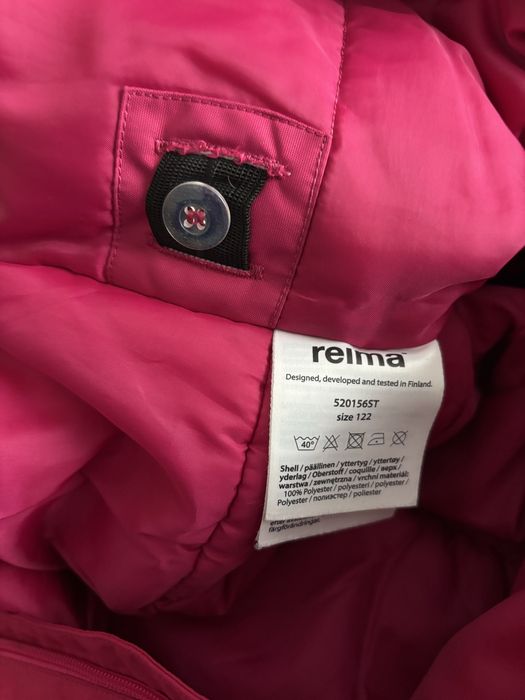 reima
Designed, developed and tested in Finland.
520156ST
size 122
40°
Shell / päällinen / yttertyg / yttertøy /
yderlag / Oberstoff / coquille / верх /
warstwa / zewnętrzna / vrchní materiál:
100% Polyester / polyesteri / polyester /
Polyester / полиэстер / poliester
färgförändringar.